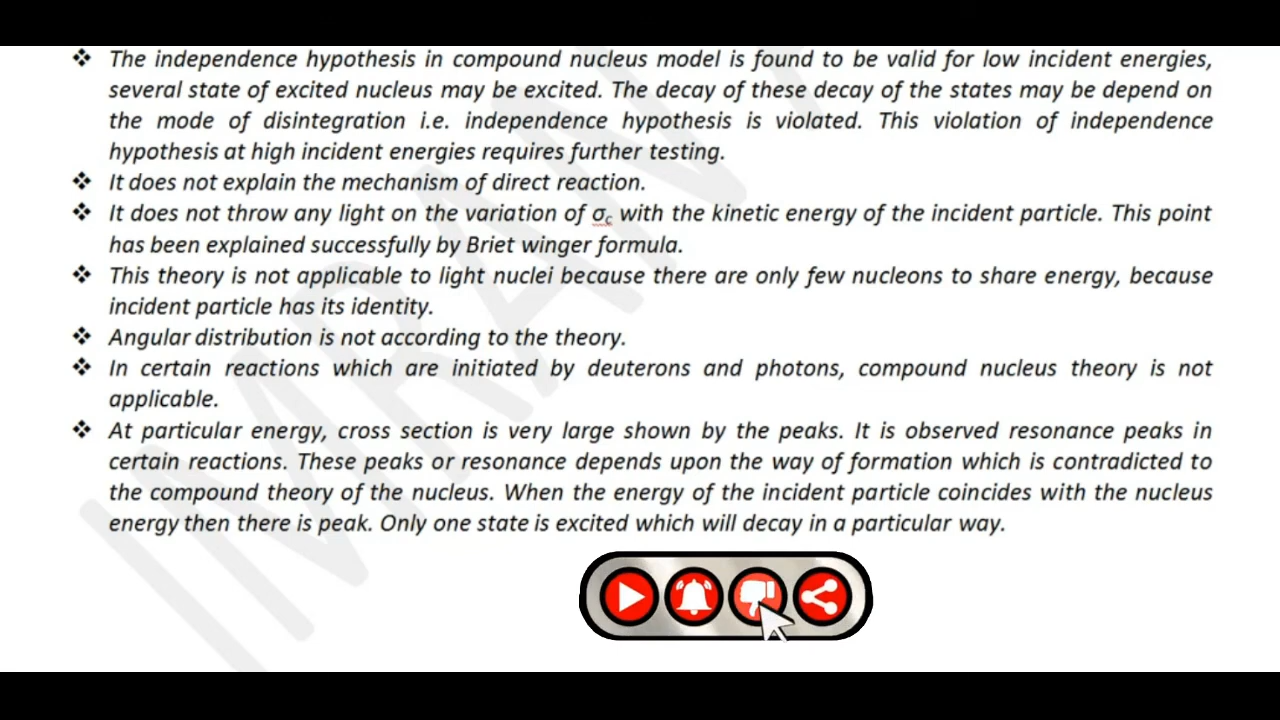 ❖ The independence hypothesis in compound nucleus model is found to be valid for low incident energies,
several state of excited nucleus may be excited. The decay of these decay of the states may be depend on
the mode of disintegration i.e. independence hypothesis is violated. This violation of independence
hypothesis at high incident energies requires further testing.
❖ It does not explain the mechanism of direct reaction.
❖ It does not throw any light on the variation of σc with the kinetic energy of the incident particle. This point
has been explained successfully by Briet winger formula.
❖ This theory is not applicable to light nuclei because there are only few nucleons to share energy, because
incident particle has its identity.
❖ Angular distribution is not according to the theory.
❖ In certain reactions which are initiated by deuterons and photons, compound nucleus theory is not
applicable.
❖ At particular energy, cross section is very large shown by the peaks. It is observed resonance peaks in
certain reactions. These peaks or resonance depends upon the way of formation which is contradicted to
the compound theory of the nucleus. When the energy of the incident particle coincides with the nucleus
energy then there is peak. Only one state is excited which will decay in a particular way.
IMRAN